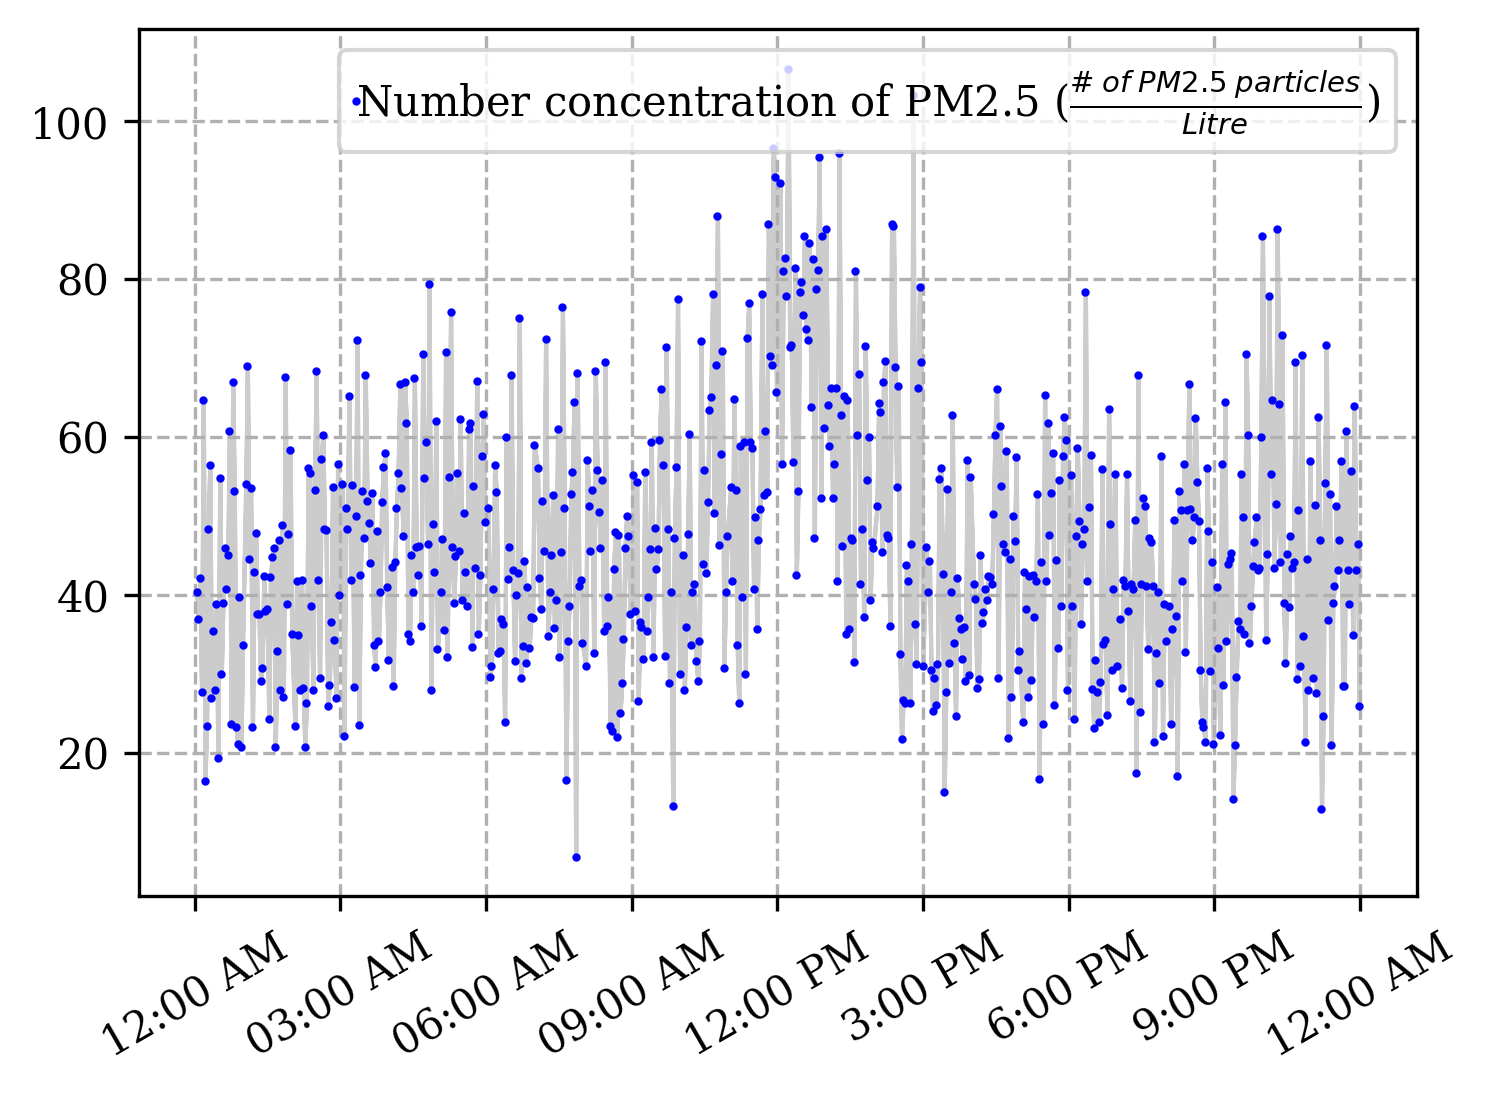 Number concentration of PM2.5 (# of PM2.5 particles / Litre)
100
80
60
40
20
12:00 AM
03:00 AM
06:00 AM
09:00 AM
12:00 PM
3:00 PM
6:00 PM
9:00 PM
12:00 AM